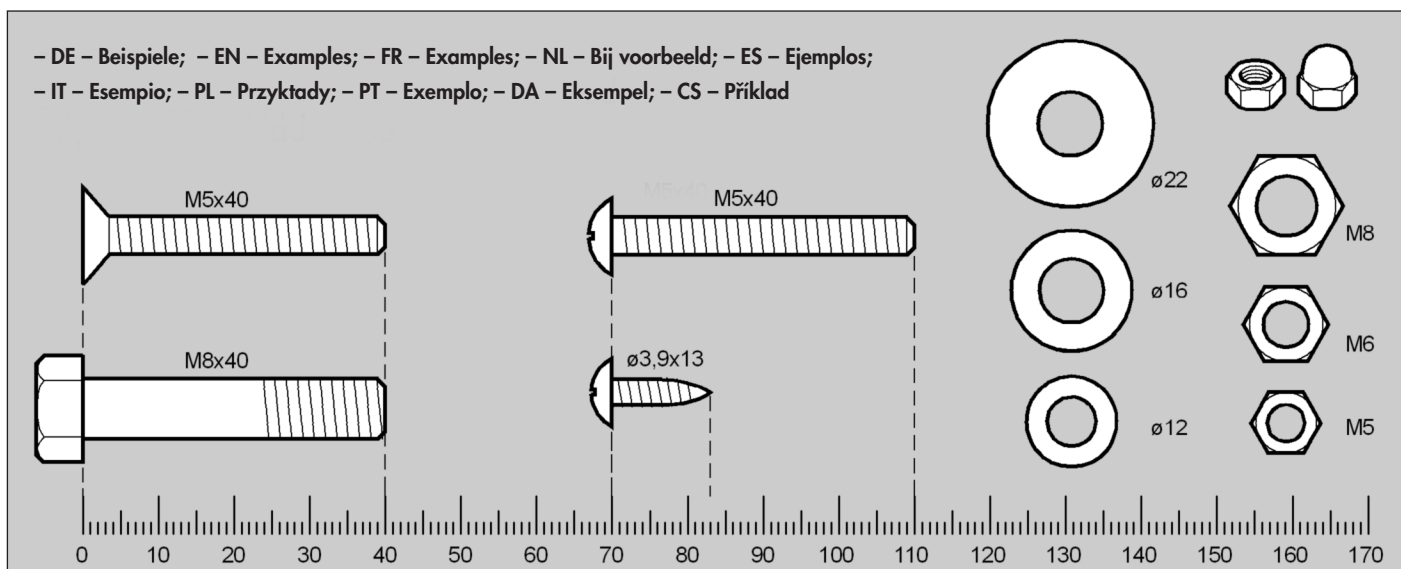 – DE – Beispiele; – EN – Examples; – FR – Examples; – NL – Bij voorbeeld; – ES – Ejemplos;
– IT – Esempio; – PL – Przyktady; – PT – Exemplo; – DA – Eksempel; – CS – Příklad
M5x40
M5x40
ø22
M8
ø16
M8x40
ø3,9x13
M6
ø12
M5
0 10 20 30 40 50 60 70 80 90 100 110 120 130 140 150 160 170